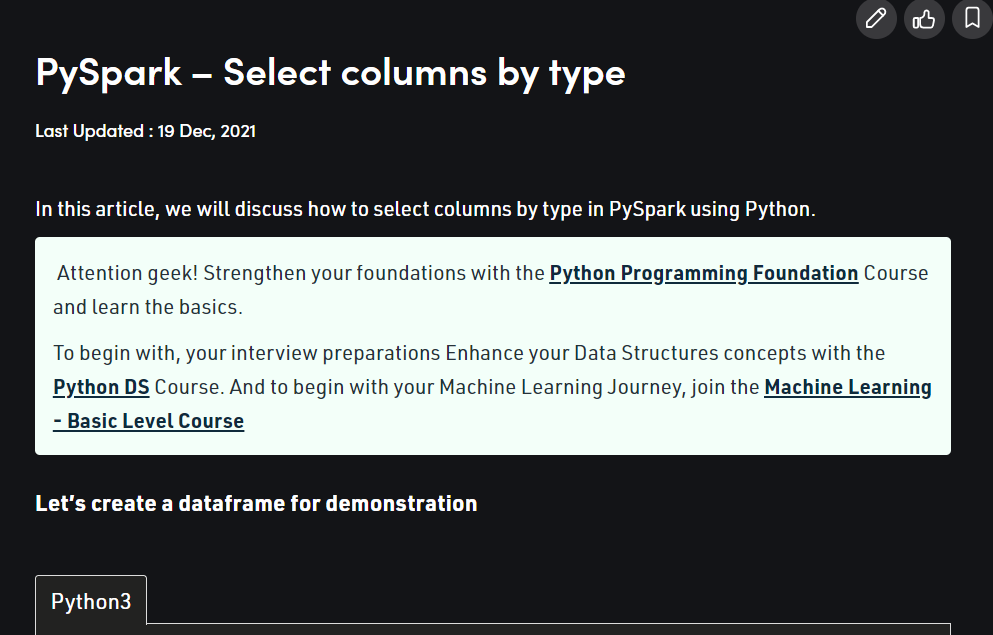 PySpark – Select columns by type
Last Updated : 19 Dec, 2021
In this article, we will discuss how to select columns by type in PySpark using Python.
Attention geek! Strengthen your foundations with the Python Programming Foundation Course
and learn the basics.
To begin with, your interview preparations Enhance your Data Structures concepts with the
Python DS Course. And to begin with your Machine Learning Journey, join the Machine Learning
- Basic Level Course
Let’s create a dataframe for demonstration
Python3